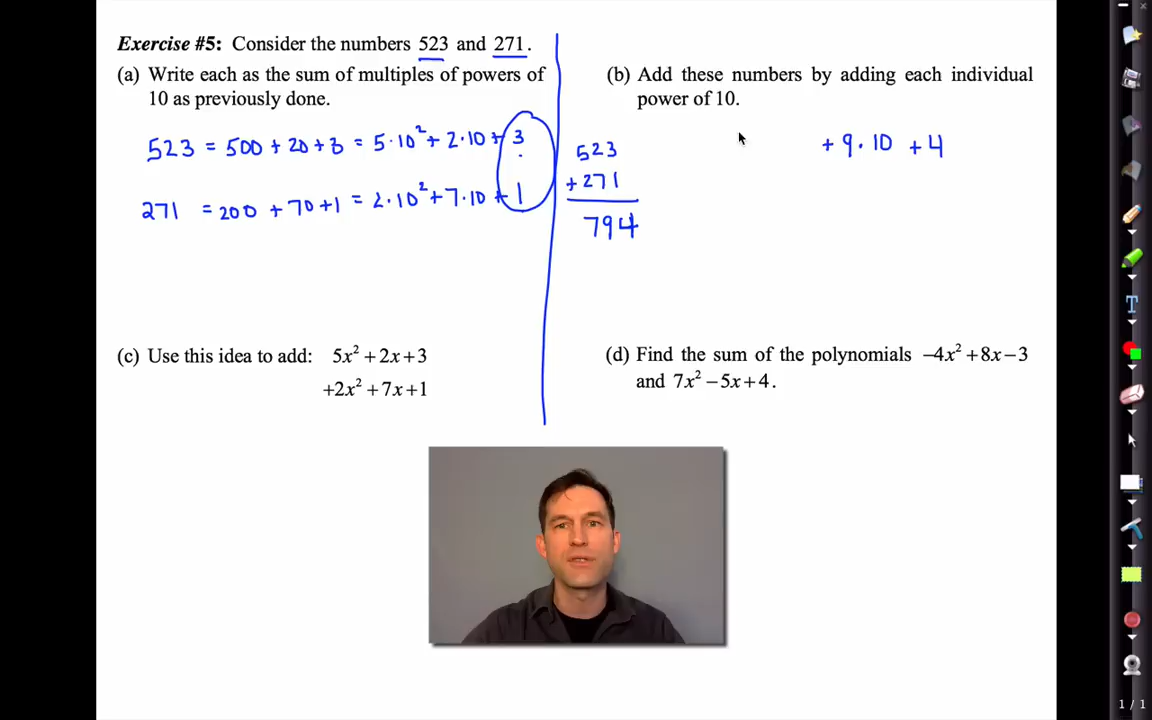 Exercise #5: Consider the numbers 523 and 271.
(a) Write each as the sum of multiples of powers of
10 as previously done.
523 = 500 + 20 + 3 = 5·10² + 2·10 + 3
271 = 200 + 70 + 1 = 2·10² + 7·10 + 1
(b) Add these numbers by adding each individual
power of 10.
523
+271
794
+ 9·10 + 4
(c) Use this idea to add: 5x² + 2x + 3
+2x² + 7x + 1
(d) Find the sum of the polynomials −4x² + 8x − 3
and 7x² − 5x + 4.
T
1 / 1